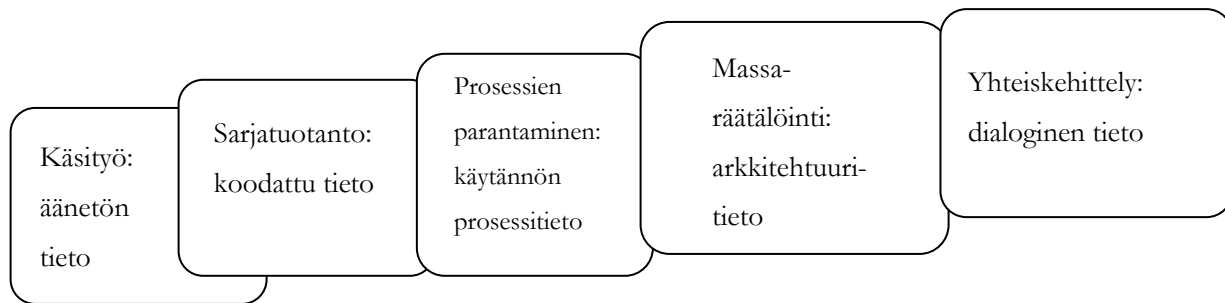 Käsityö:
äänetön
tieto
Sarjatuotanto:
koodattu tieto
Prosessien
parantaminen:
käytännön
prosessitieto
Massa-
räätälöinti:
arkkitehtuuri-
tieto
Yhteiskehittely:
dialoginen tieto